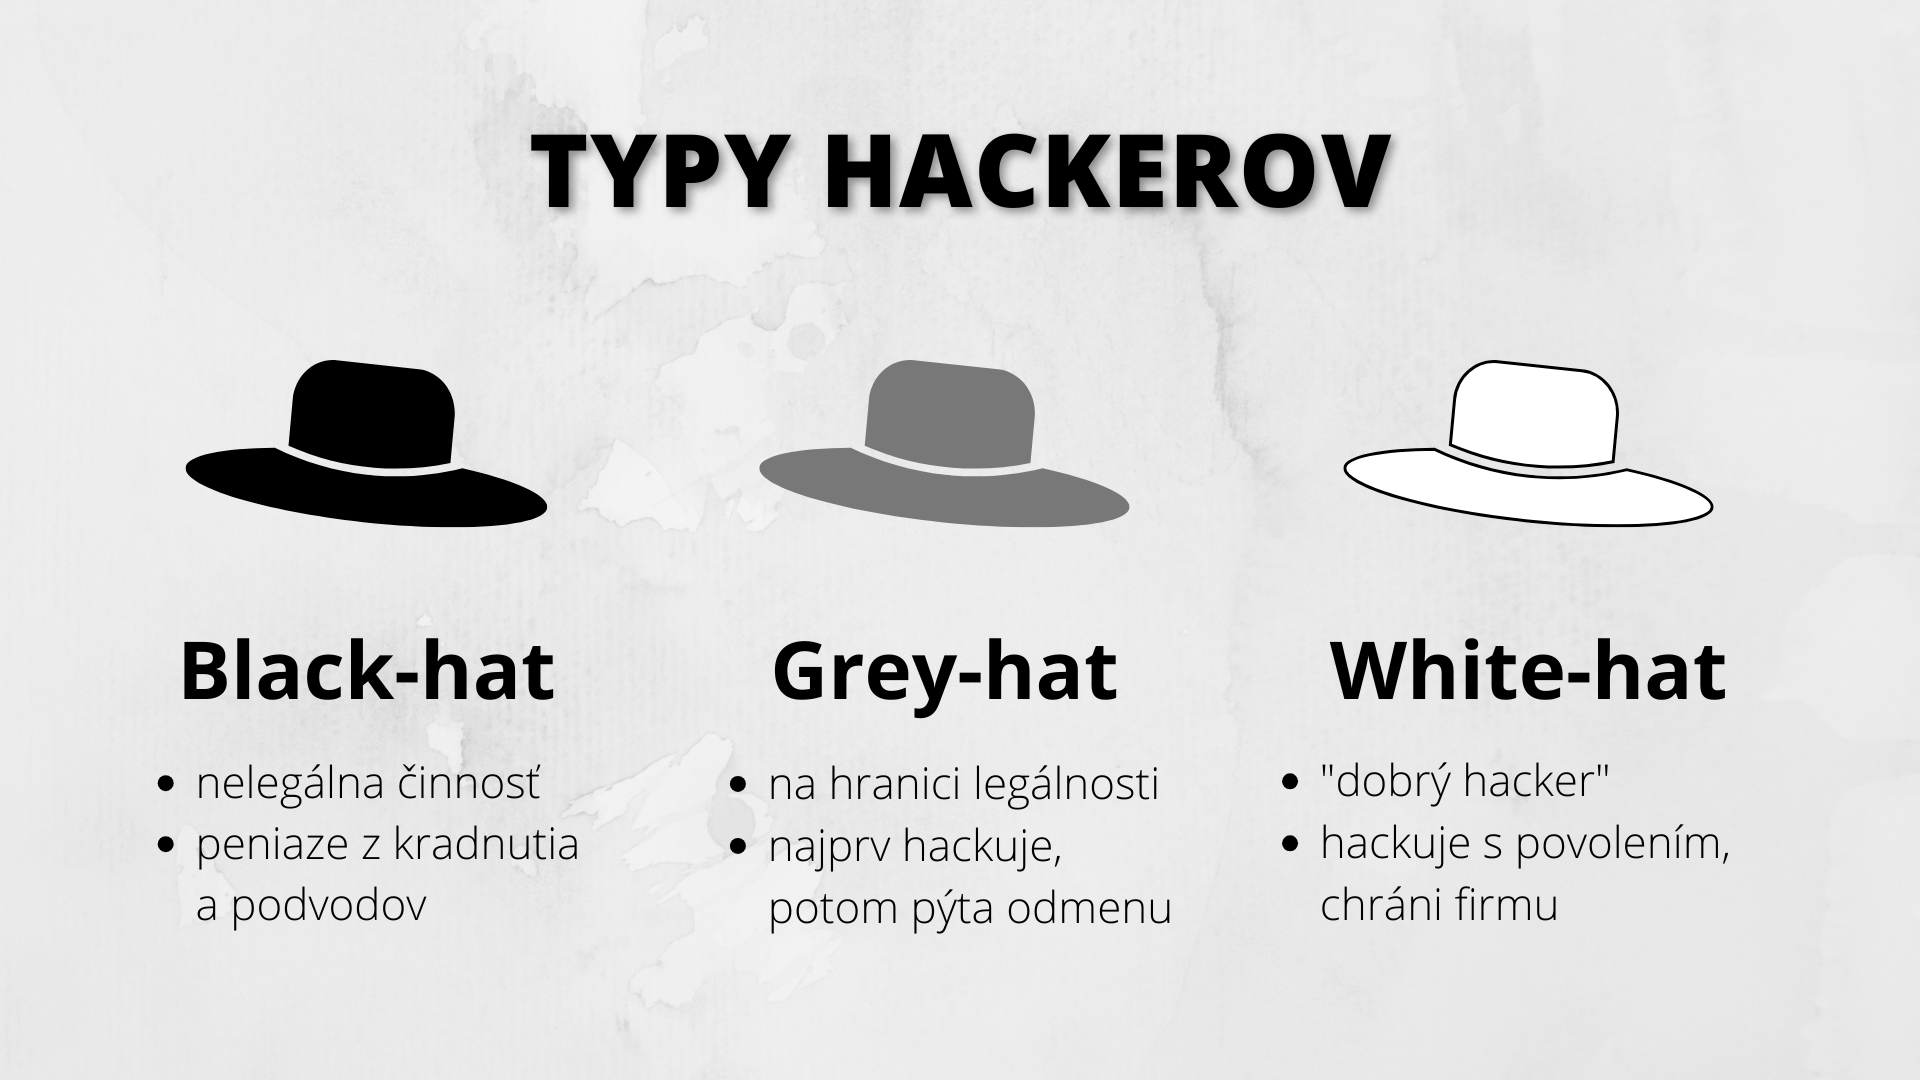 TYPY HACKEROV
Black-hat
• nelegálna činnosť
• peniaze z kradnutia
a podvodov
Grey-hat
• na hranici legálnosti
• najprv hackuje,
potom pýta odmenu
White-hat
• "dobrý hacker"
• hackuje s povolením,
chráni firmu